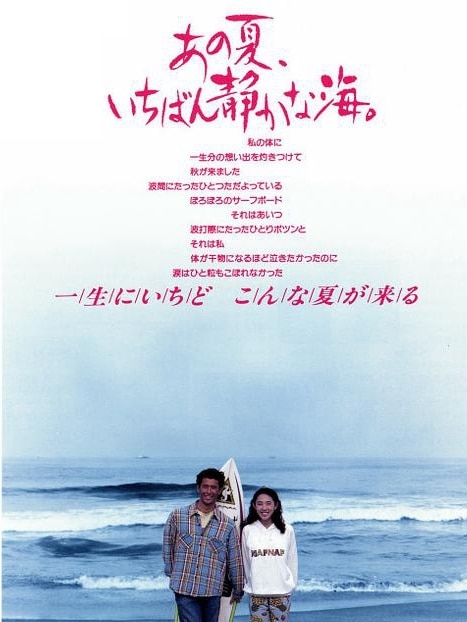 あの夏、
いちばん静かな海。
私の体に
一生分の想い出を灼きつけて
秋が来ました
波間にたったひとつただよっている
ぼろぼろのサーフボード
それはあいつ
波打際にたったひとりポツンと
それは私
体が干物になるほど泣きたかったのに
涙はひと粒もこぼれなかった
一/生/に/い/ち/ど こ/ん/な/夏/が/来/る
NAFNAF